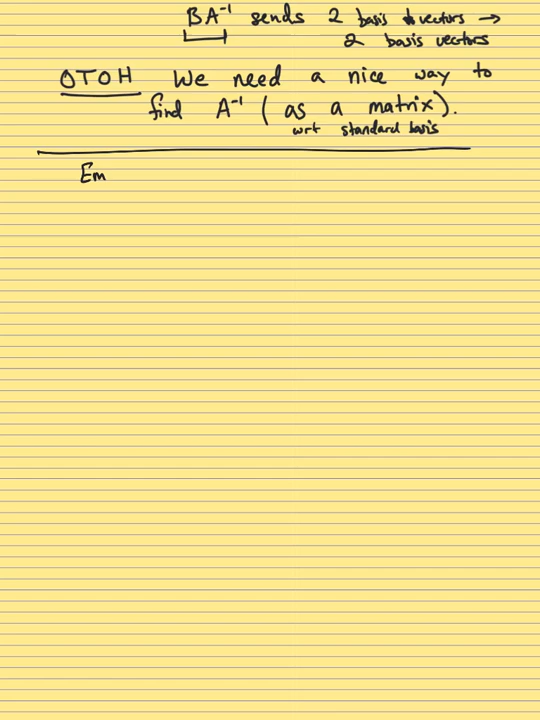 BA⁻¹ sends 2 basis vectors →
2 basis vectors
OTOH We need a nice way to
find A⁻¹ (as a matrix).
wrt standard basis
Em